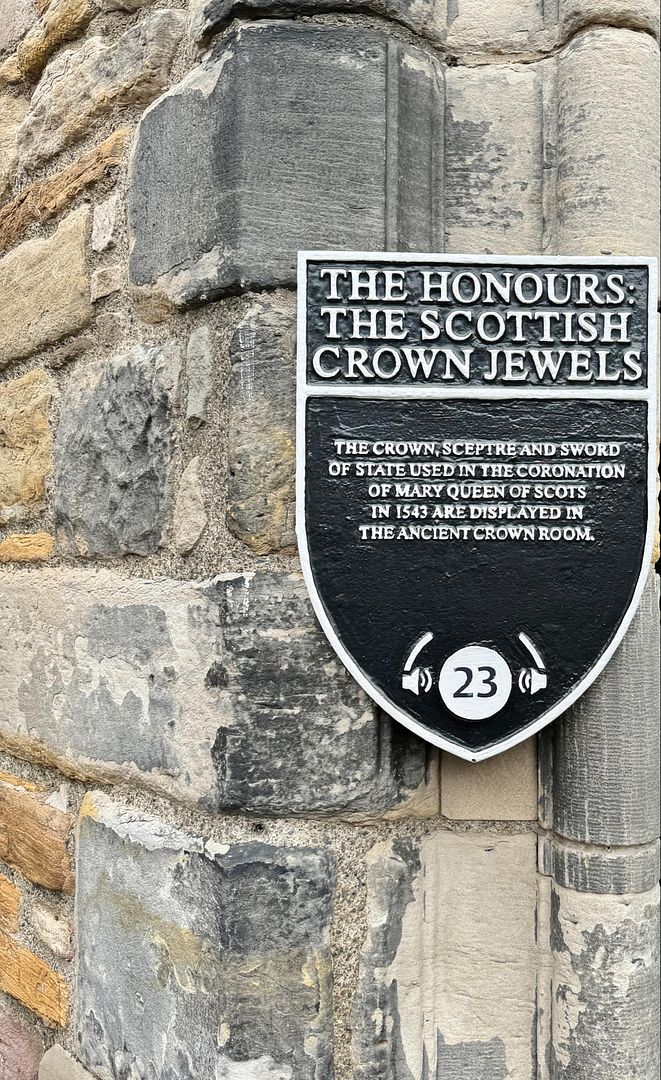 THE HONOURS:
THE SCOTTISH
CROWN JEWELS
THE CROWN, SCEPTRE AND SWORD
OF STATE USED IN THE CORONATION
OF MARY QUEEN OF SCOTS
IN 1543 ARE DISPLAYED IN
THE ANCIENT CROWN ROOM.
23